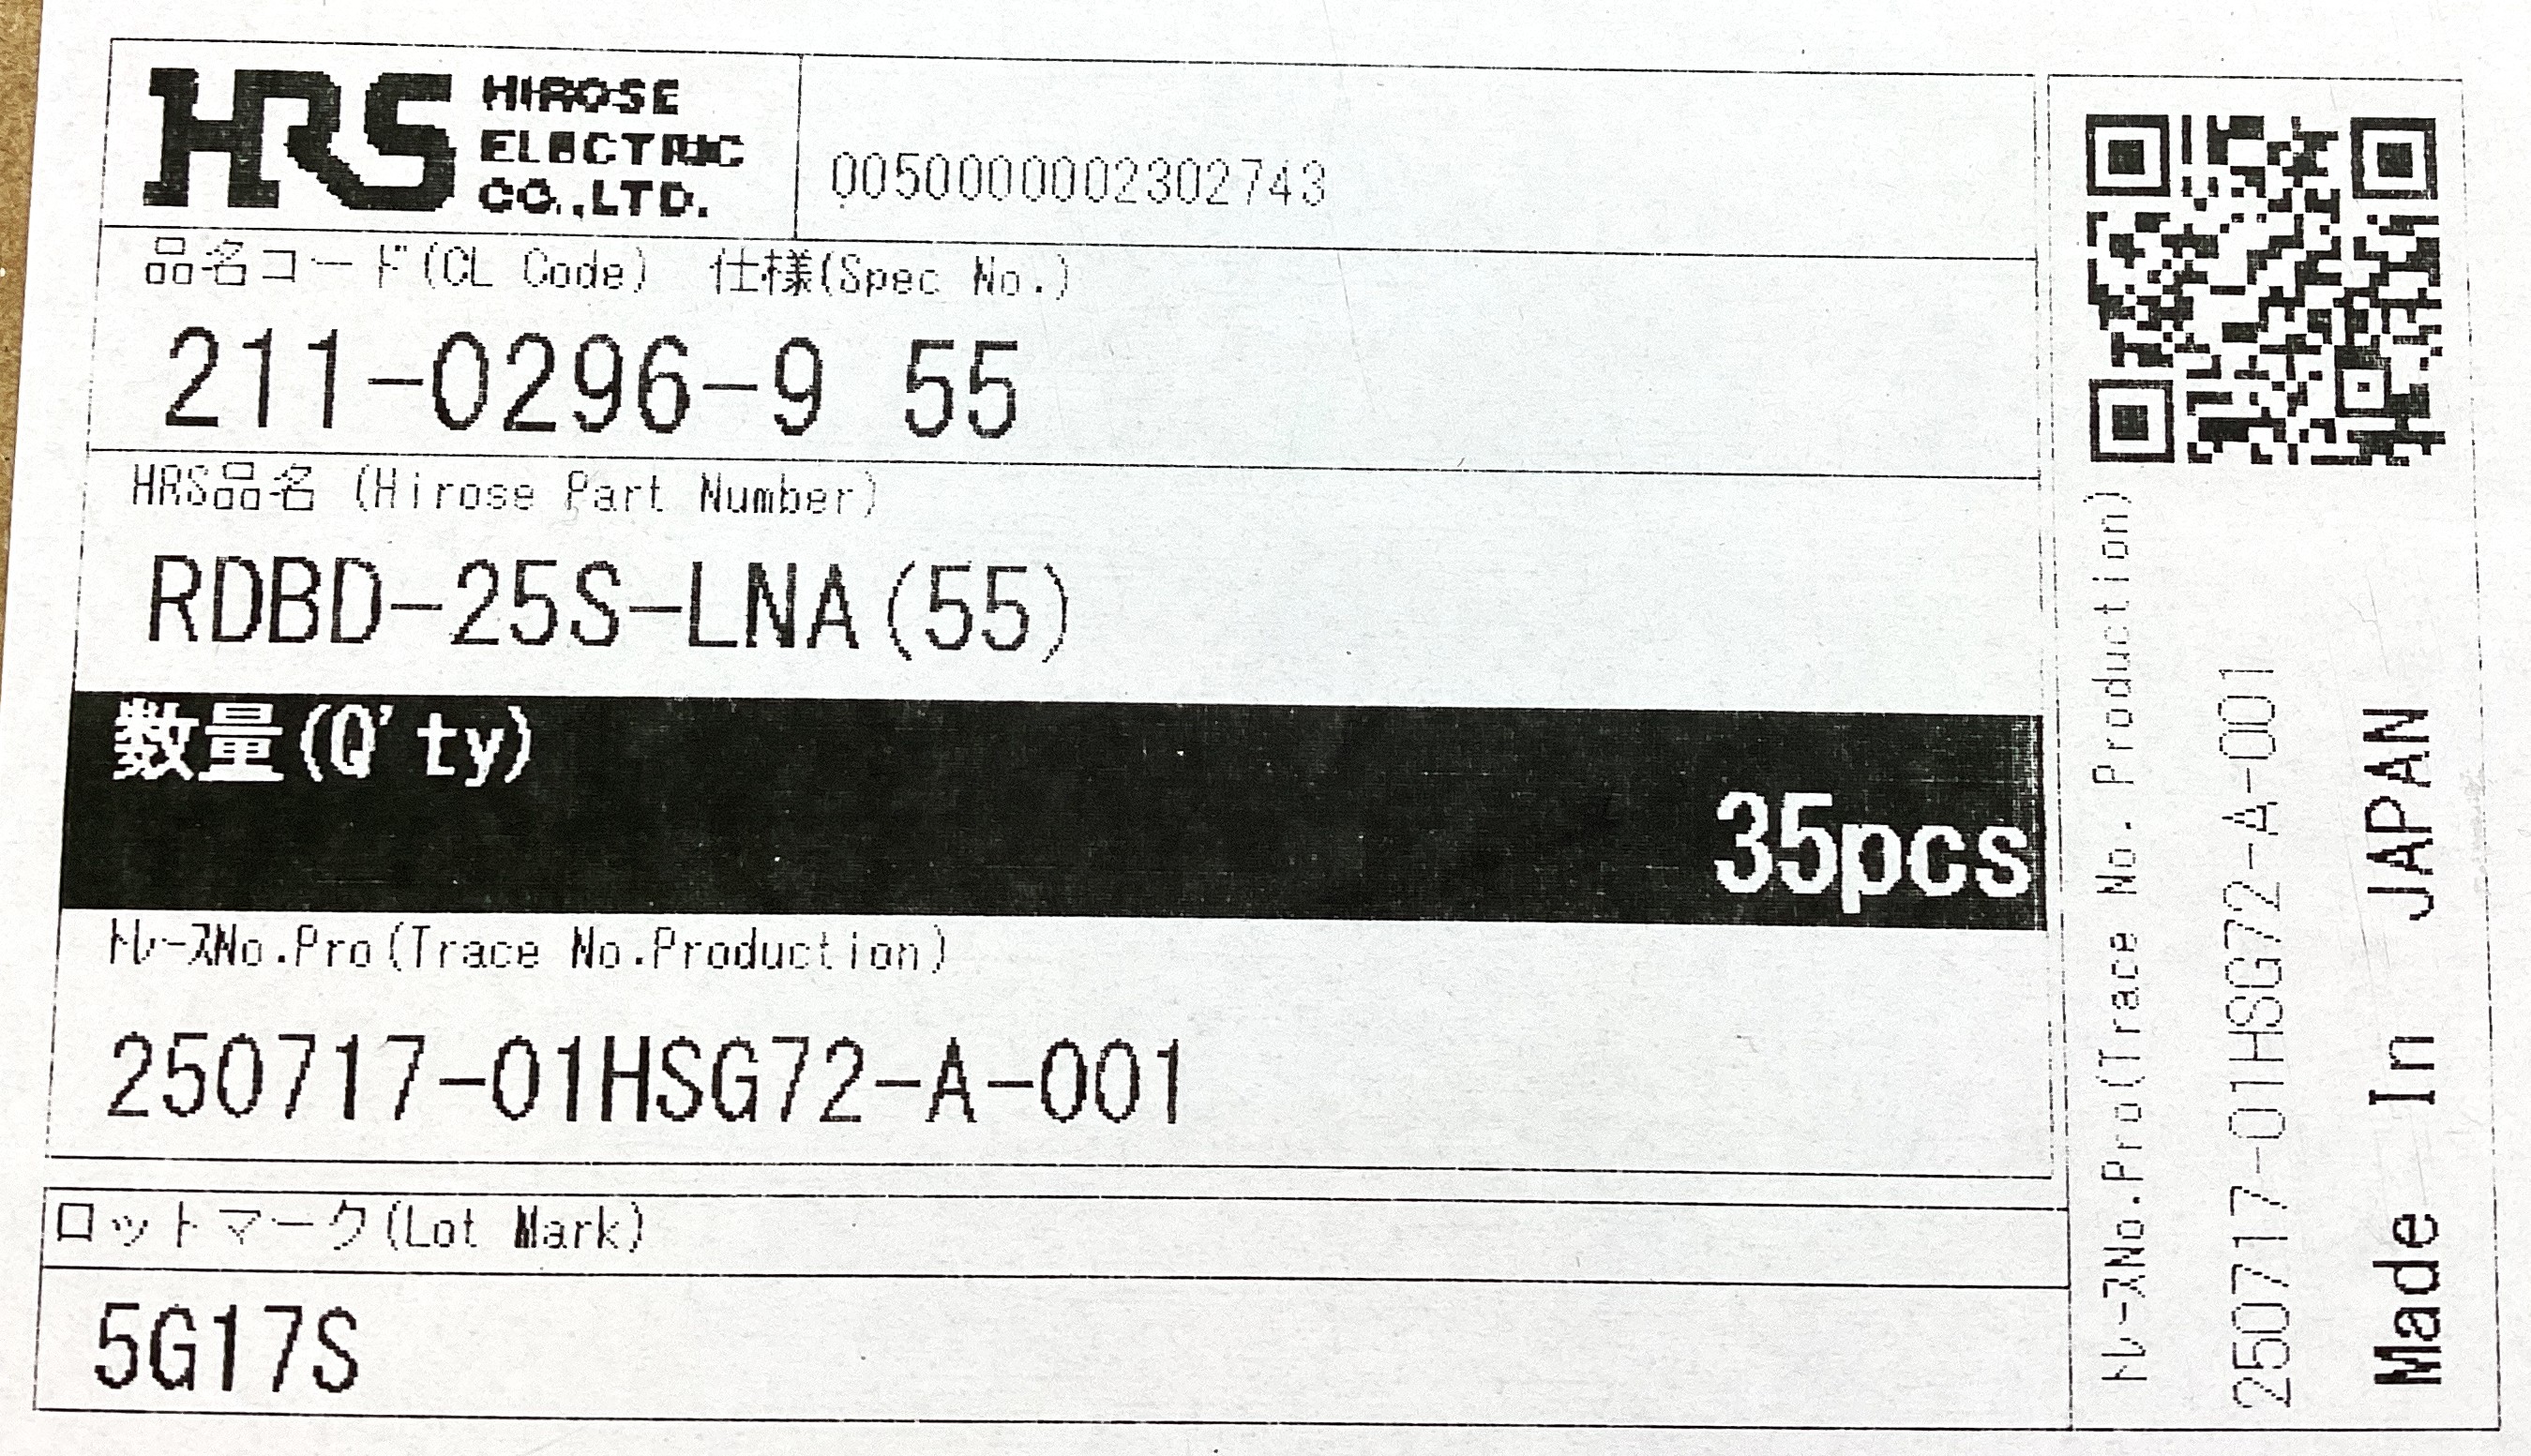 HRS
HIROSE
ELECTRIC
CO.,LTD.
0050000002302743
品名コード(CL Code) 仕様(Spec No.)
211-0296-9 55
HRS品名 (Hirose Part Number)
RDBD-25S-LNA(55)
数量(Q'ty)
35pcs
ﾄﾚｰｽNo.Pro(Trace No.Production)
250717-01HSG72-A-001
ロットマーク(Lot Mark)
5G17S
ﾄﾚｰｽNo.Pro(Trace No. Production)
250717-01HSG72-A-001
Made In JAPAN